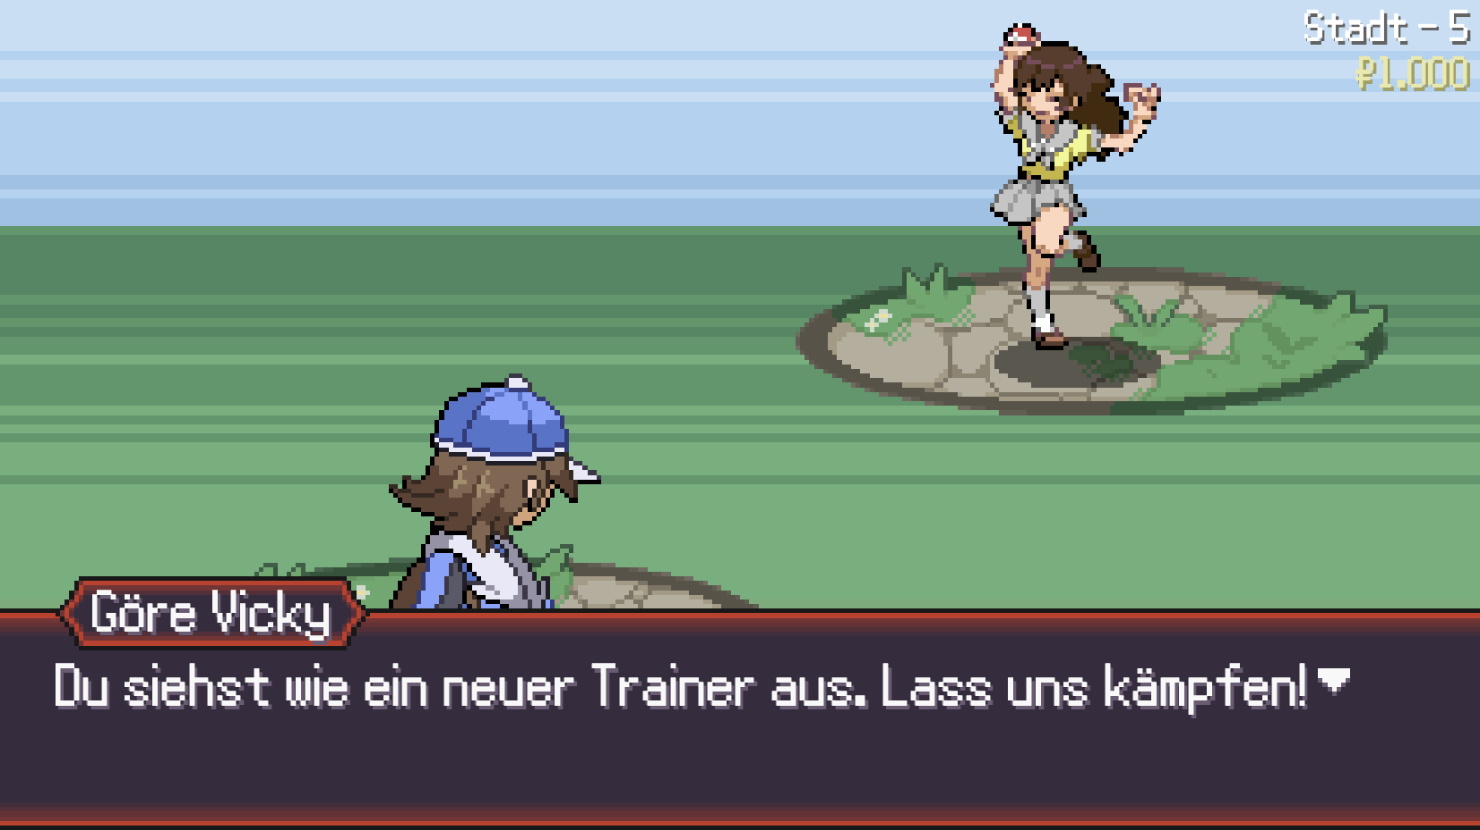 Stadt - 5
₽1.000
Göre Vicky
Du siehst wie ein neuer Trainer aus. Lass uns kämpfen!